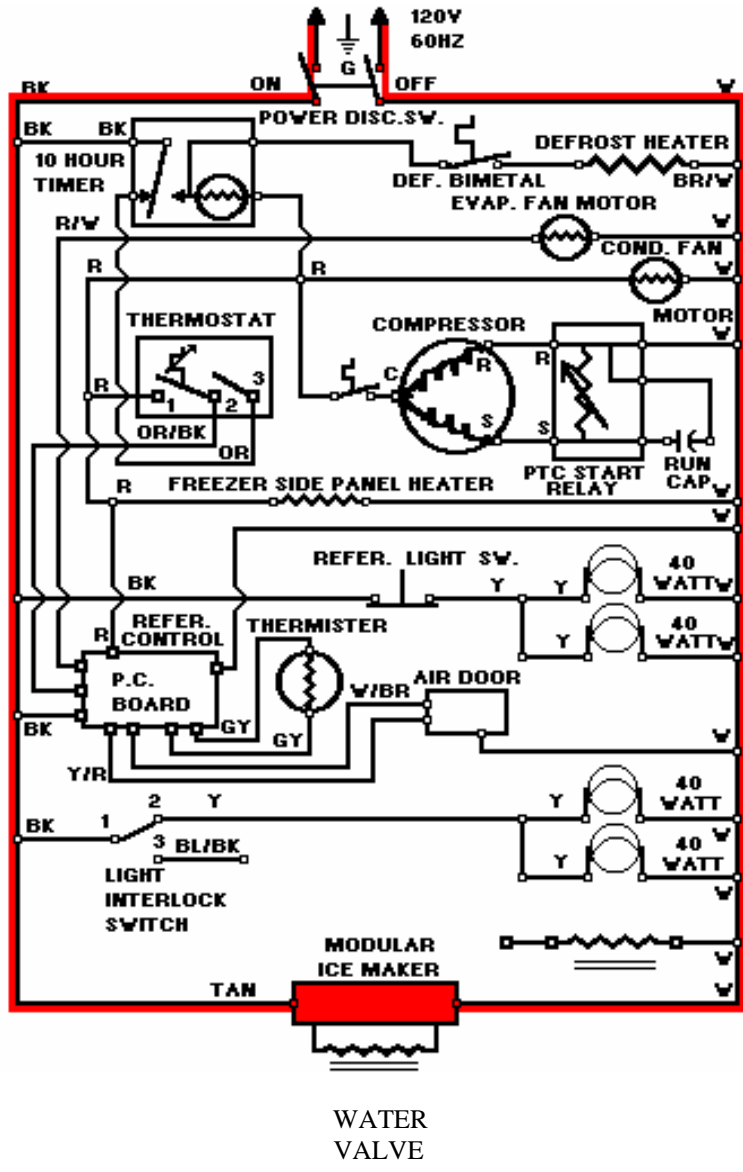 120V
60HZ
G
ON
OFF
BK
W
POWER DISC.SW.
BK
BK
10 HOUR
TIMER
DEFROST HEATER
DEF. BIMETAL
BR/W
EVAP. FAN MOTOR
R/W
W
COND. FAN
R
R
W
MOTOR
THERMOSTAT
COMPRESSOR
W
3
R
R
C
R
1
2
OR/BK
S
S
OR
PTC START
RELAY
RUN
CAP
R
FREEZER SIDE PANEL HEATER
W
W
REFER. LIGHT SW.
40
WATT
W
BK
Y
Y
REFER.
CONTROL
THERMISTER
40
WATT
W
Y
R
P.C.
BOARD
AIR DOOR
W/BR
BK
GY
GY
W
Y/R
2
Y
Y
40
WATT
BK
1
W
3
BL/BK
40
WATT
Y
LIGHT
INTERLOCK
SWITCH
W
MODULAR
ICE MAKER
W
TAN
W
WATER
VALVE